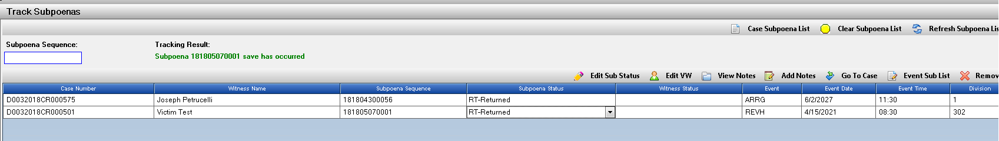 Track Subpoenas
Case Subpoena List Clear Subpoena List Refresh Subpoena Lis
Subpoena Sequence: Tracking Result:
Subpoena 181805070001 save has occurred
Edit Sub Status Edit VW View Notes Add Notes Go To Case Event Sub List Remov
Case Number Witness Name Subpoena Sequence Subpoena Status Witness Status Event Event Date Event Time Division
D0032018CR000575 Joseph Petrucelli 181804300056 RT-Returned ARRG 6/2/2027 11:30 1
D0032018CR000501 Victim Test 181805070001 RT-Returned REVH 4/15/2021 08:30 302